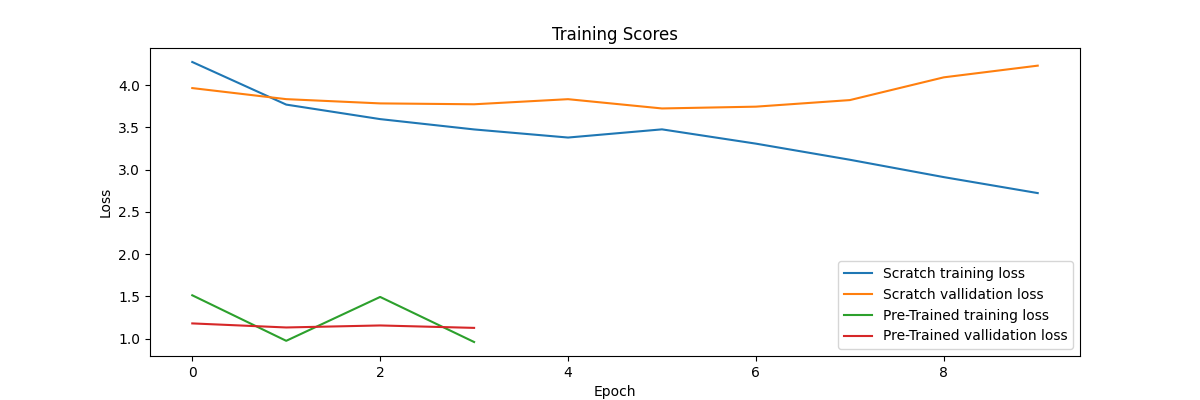 Training Scores
Loss
4.0
3.5
3.0
2.5
2.0
1.5
1.0
Scratch training loss
Scratch vallidation loss
Pre-Trained training loss
Pre-Trained vallidation loss
0 2 4 6 8
Epoch